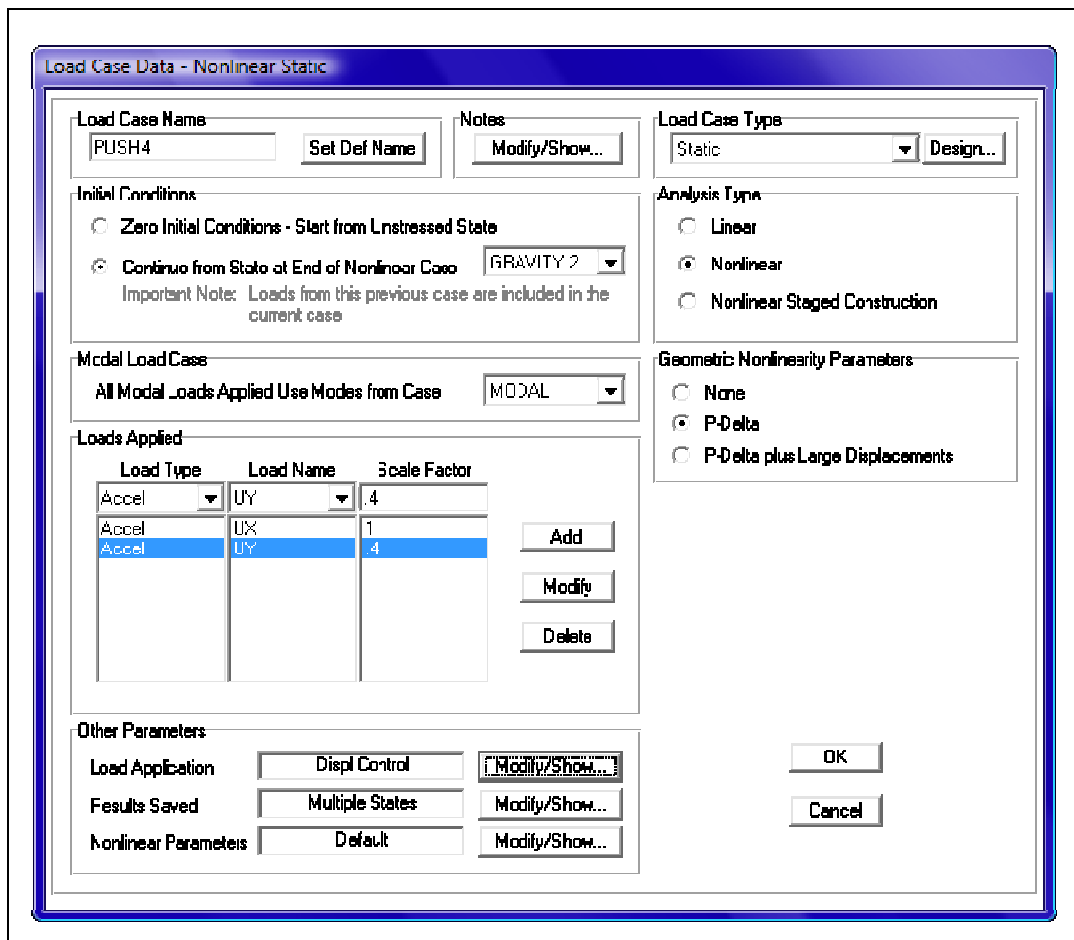 Load Case Data - Nonlinear Static
Load Case Name
PUSH4
Set Def Name
Notes
Modify/Show...
Load Case Type
Static
Design...
Initial Conditions
Zero Initial Conditions - Start from Unstressed State
Continue from State at End of Nonlinear Case
GRAVITY 2
Important Note: Loads from this previous case are included in the
current case
Analysis Type
Linear
Nonlinear
Nonlinear Staged Construction
Modal Load Case
All Modal Loads Applied Use Modes from Case
MODAL
Geometric Nonlinearity Parameters
None
P-Delta
P-Delta plus Large Displacements
Loads Applied
Load Type Load Name Scale Factor
Accel UY .4
Accel UX 1
Accel UY .4
Add
Modify
Delete
Other Parameters
Load Application Displ Control Modify/Show...
Results Saved Multiple States Modify/Show...
Nonlinear Parameters Default Modify/Show...
OK
Cancel